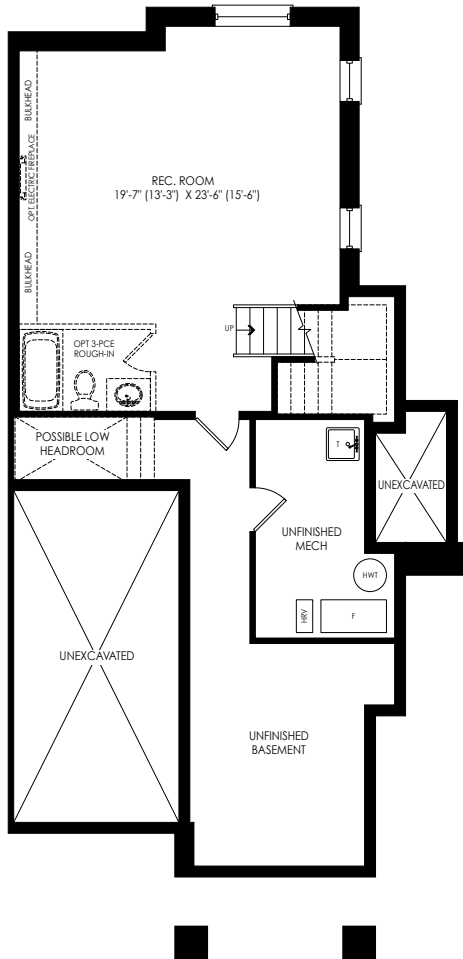 BULKHEAD
OPT. ELECTRIC FIREPLACE
BULKHEAD
REC. ROOM
19'-7" (13'-3") X 23'-6" (15'-6")
UP
OPT 3-PCE
ROUGH-IN
POSSIBLE LOW
HEADROOM
T
UNEXCAVATED
UNFINISHED
MECH
HWT
HRV
F
UNEXCAVATED
UNFINISHED
BASEMENT